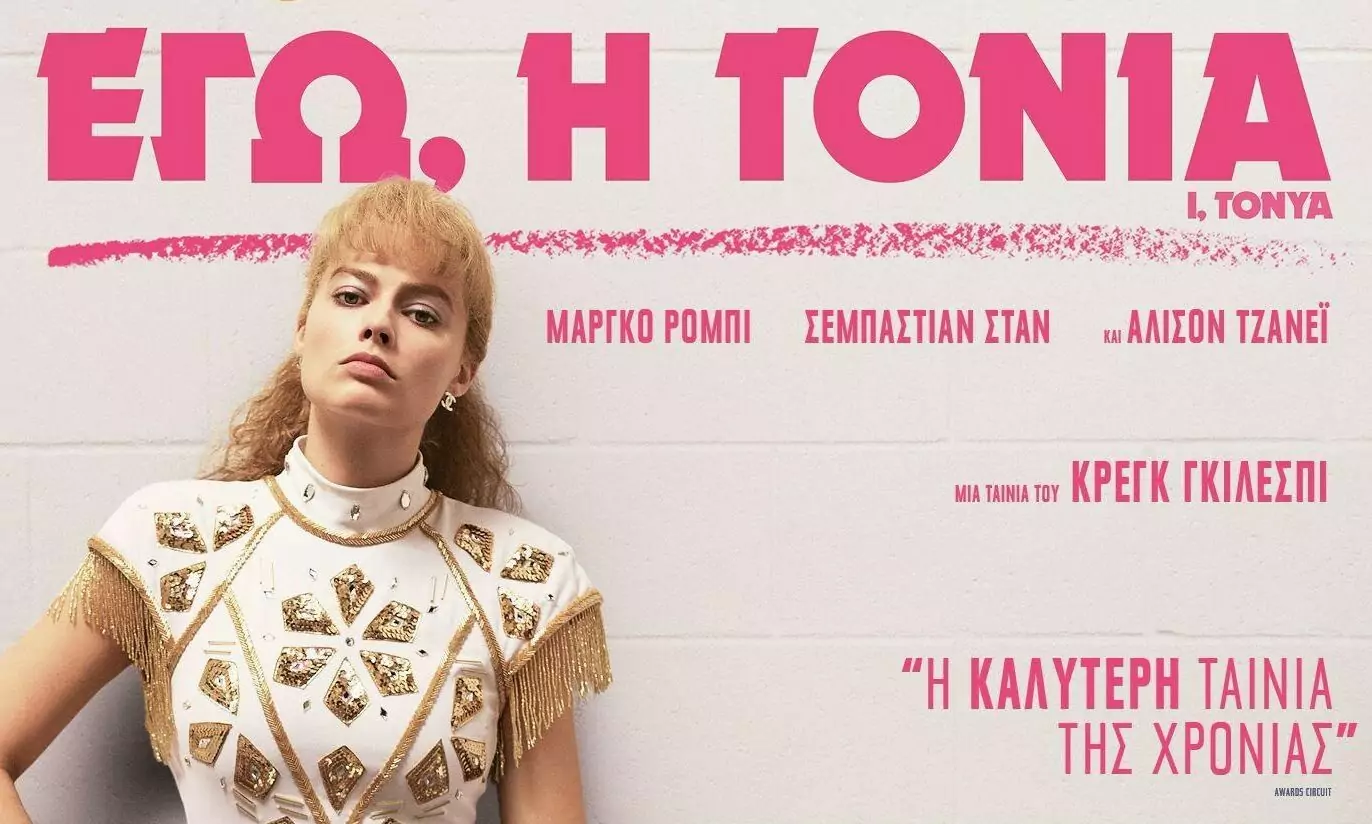 ΈΓΩ, Η ΤΟΝΙΑ
I, TONYA
ΜΑΡΓΚΟ ΡΟΜΠΙ ΣΕΜΠΑΣΤΙΑΝ ΣΤΑΝ ΚΑΙ ΑΛΙΣΟΝ ΤΖΑΝΕΪ
ΜΙΑ ΤΑΙΝΙΑ ΤΟΥ ΚΡΕΓΚ ΓΚΙΛΕΣΠΙ
“Η ΚΑΛΥΤΕΡΗ ΤΑΙΝΙΑ
ΤΗΣ ΧΡΟΝΙΑΣ”
AWARDS CIRCUIT